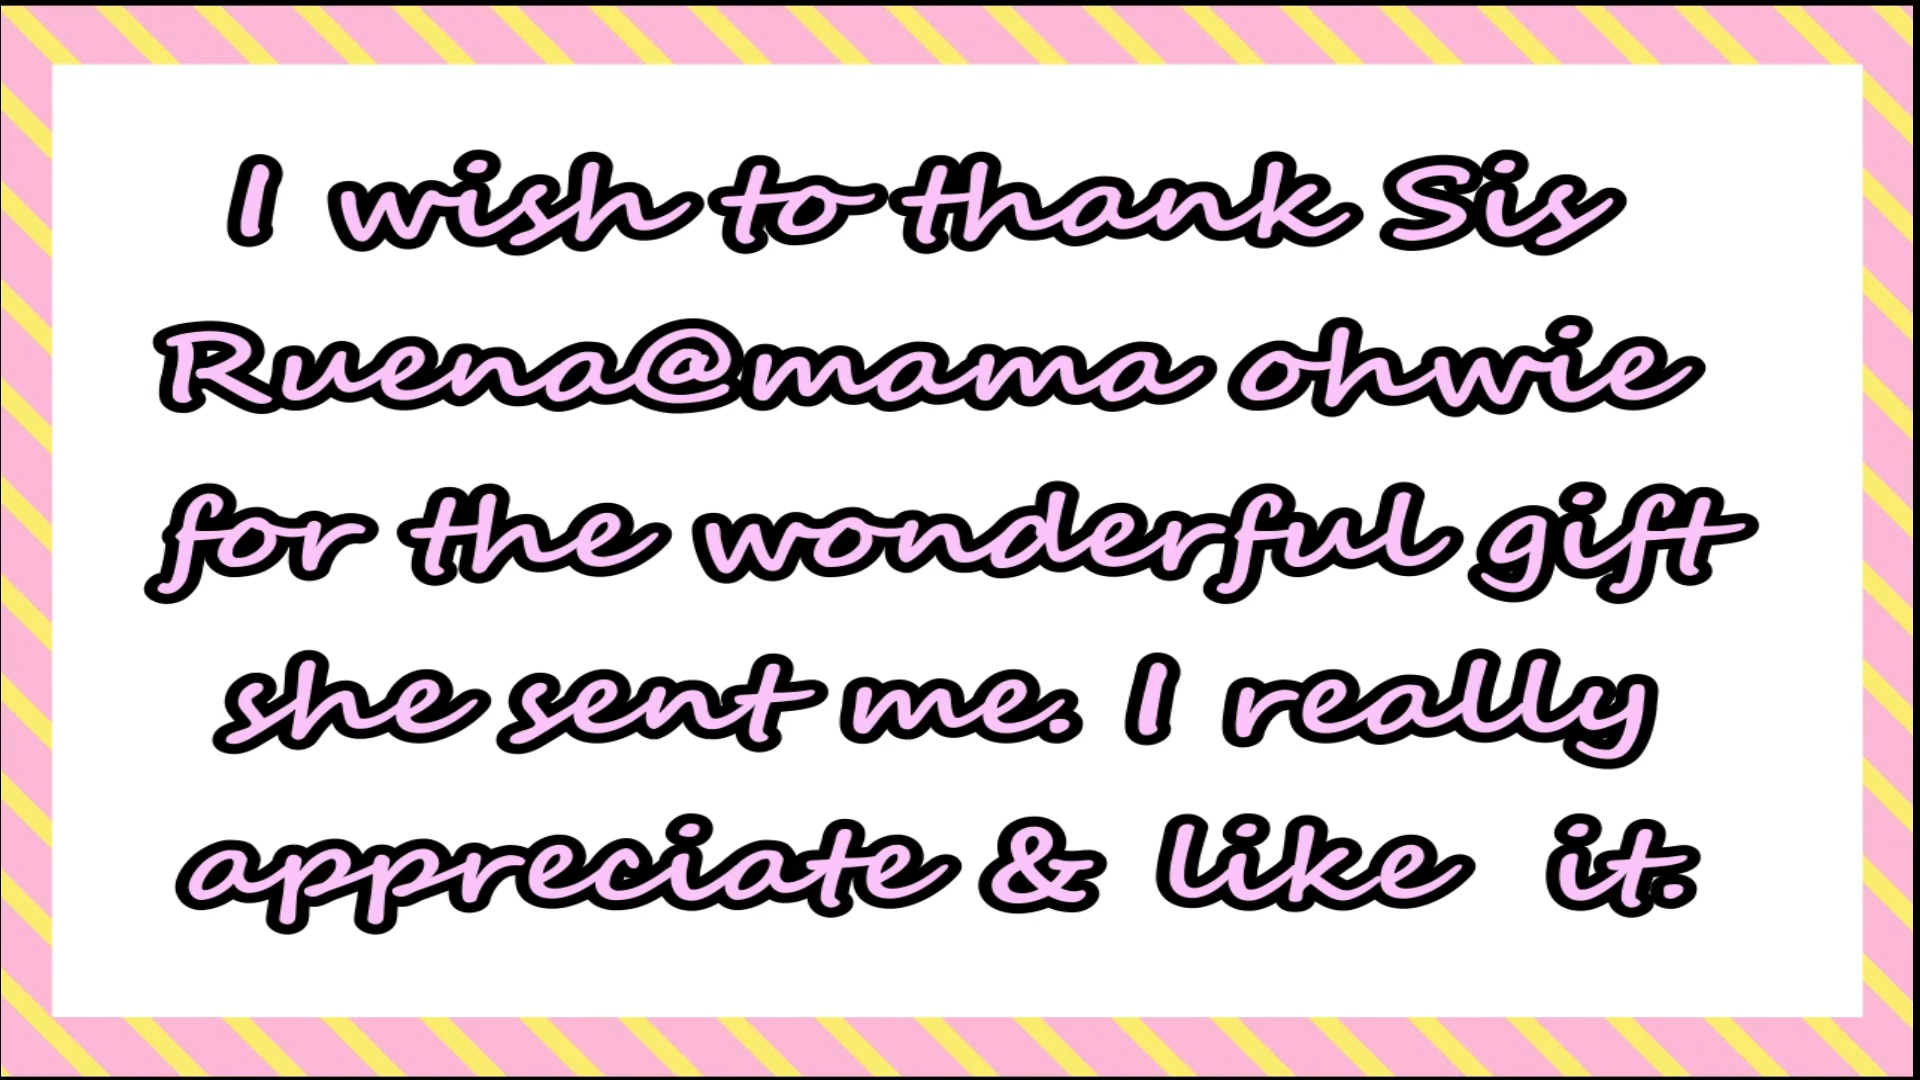 I wish to thank Sis
Ruena@mama ohwie
for the wonderful gift
she sent me. I really
appreciate & like it.